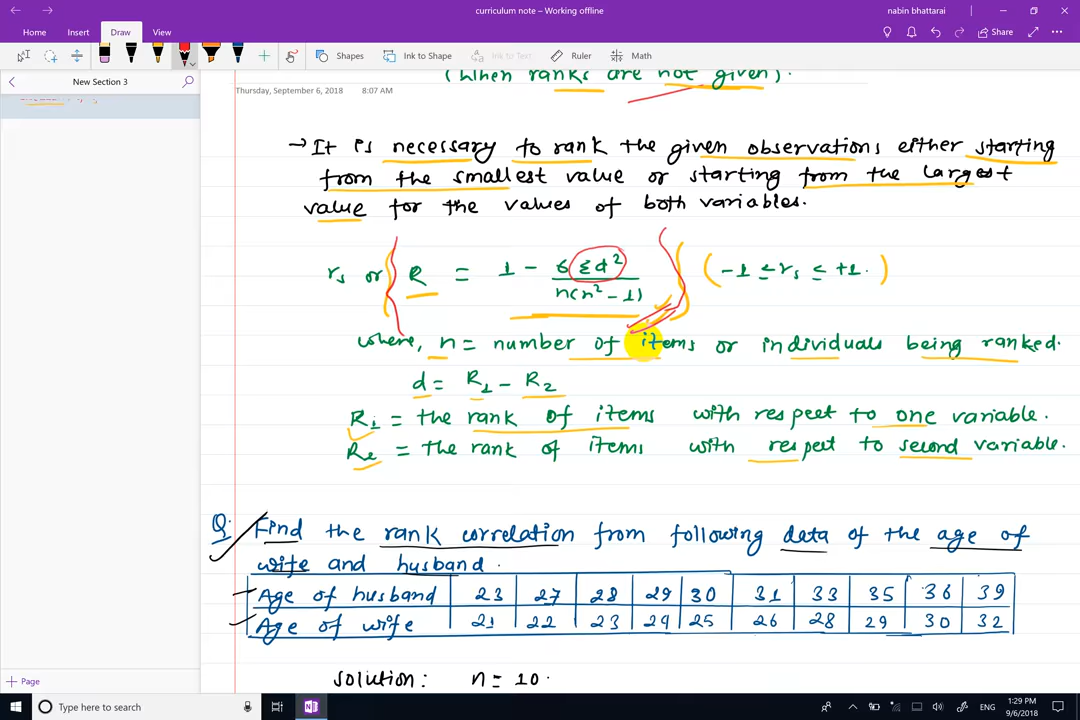 curriculum note – Working offline
nabin bhattarai
Home Insert Draw View
Share
Shapes Ink to Shape Ink to Text Ruler Math
New Section 3
(when ranks are not given).
Thursday, September 6, 2018 8:07 AM
→ It is necessary to rank the given observations either starting
from the smallest value or starting from the largest
value for the values of both variables.
rs or { R = 1 - 6 Σd² / n(n² - 1) } (-1 ≤ rs ≤ +1.)
where, n = number of items or individuals being ranked.
d = R1 - R2
R1 = the rank of items with respect to one variable.
R2 = the rank of items with respect to second variable.
Q. Find the rank correlation from following data of the age of
wife and husband.
Age of husband 23 27 28 29 30 31 33 35 36 39
Age of wife 21 22 23 24 25 26 28 29 30 32
Solution: n = 10.
+ Page
Type here to search
1:29 PM
9/6/2018